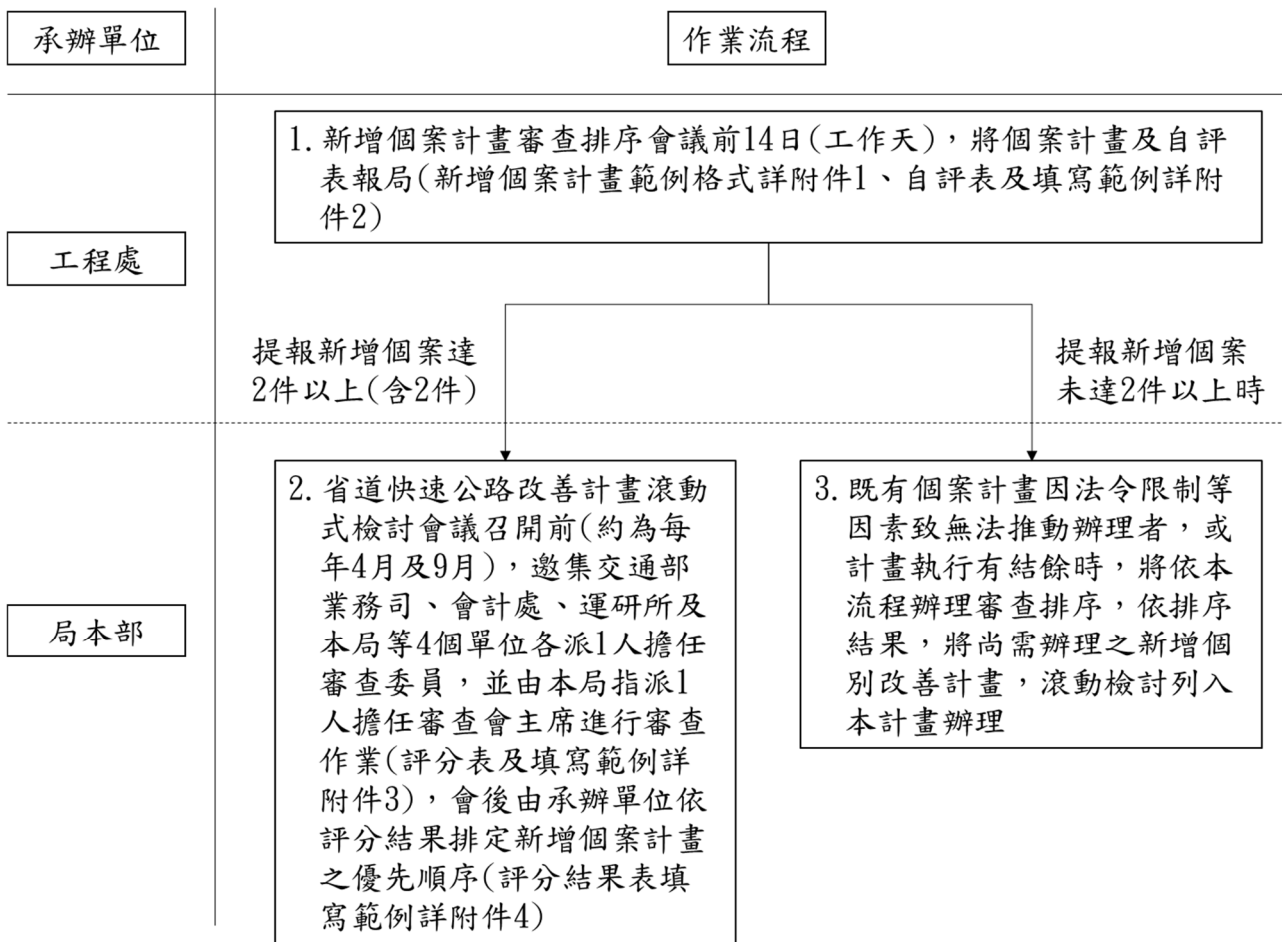 承辦單位
作業流程
1. 新增個案計畫審查排序會議前14日(工作天)，將個案計畫及自評
表報局(新增個案計畫範例格式詳附件1、自評表及填寫範例詳附
件2)
工程處
提報新增個案達
2件以上(含2件)
提報新增個案
未達2件以上時
局本部
2. 省道快速公路改善計畫滾動
式檢討會議召開前(約為每
年4月及9月)，邀集交通部
業務司、會計處、運研所及
本局等4個單位各派1人擔任
審查委員，並由本局指派1
人擔任審查會主席進行審查
作業(評分表及填寫範例詳
附件3)，會後由承辦單位依
評分結果排定新增個案計畫
之優先順序(評分結果表填
寫範例詳附件4)
3. 既有個案計畫因法令限制等
因素致無法推動辦理者，或
計畫執行有結餘時，將依本
流程辦理審查排序，依排序
結果，將尚需辦理之新增個
別改善計畫，滾動檢討列入
本計畫辦理